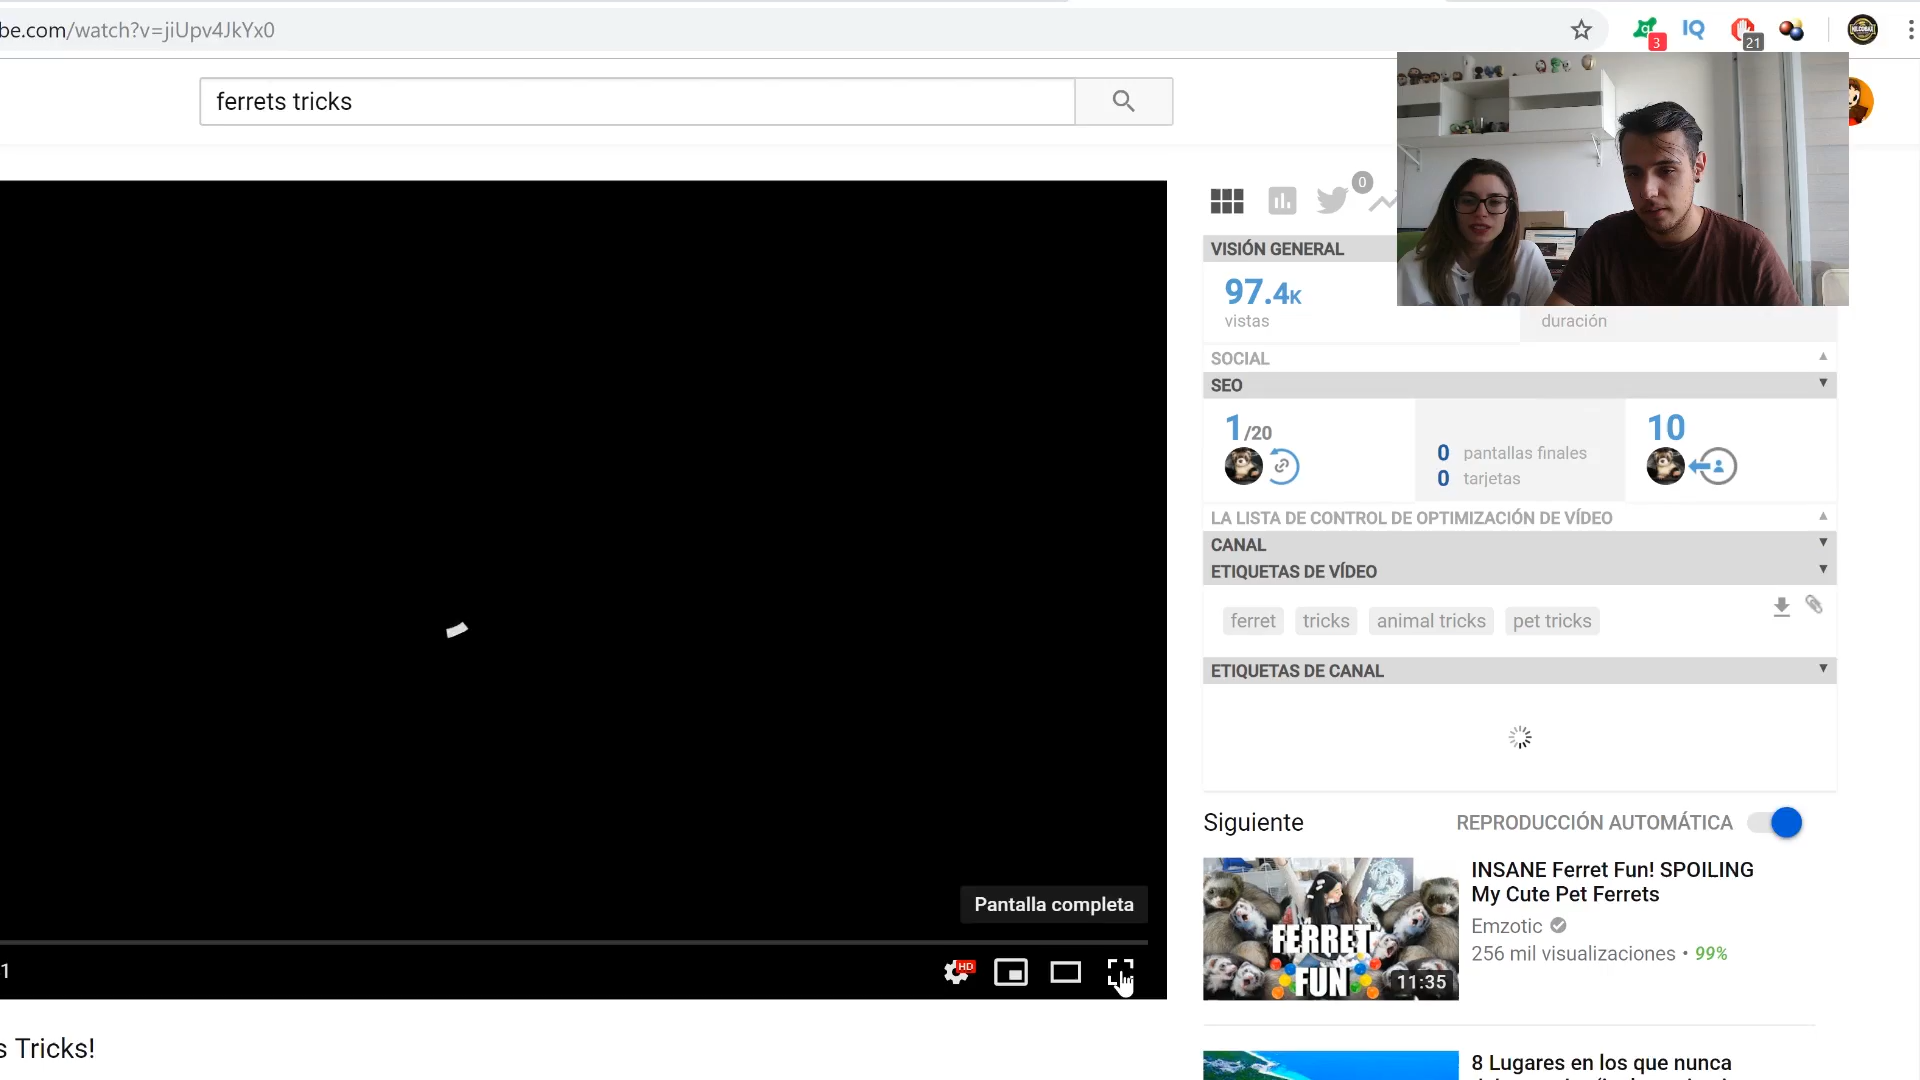 be.com/watch?v=jiUpv4JkYx0
3
IQ
21
ferrets tricks
0
VISIÓN GENERAL
97.4K
vistas
duración
SOCIAL
SEO
1/20
0 pantallas finales
0 tarjetas
10
LA LISTA DE CONTROL DE OPTIMIZACIÓN DE VÍDEO
CANAL
ETIQUETAS DE VÍDEO
ferret tricks animal tricks pet tricks
ETIQUETAS DE CANAL
Pantalla completa
1
HD
s Tricks!
Siguiente
REPRODUCCIÓN AUTOMÁTICA
FERRET
FUN
11:35
INSANE Ferret Fun! SPOILING
My Cute Pet Ferrets
Emzotic
256 mil visualizaciones • 99%
8 Lugares en los que nunca